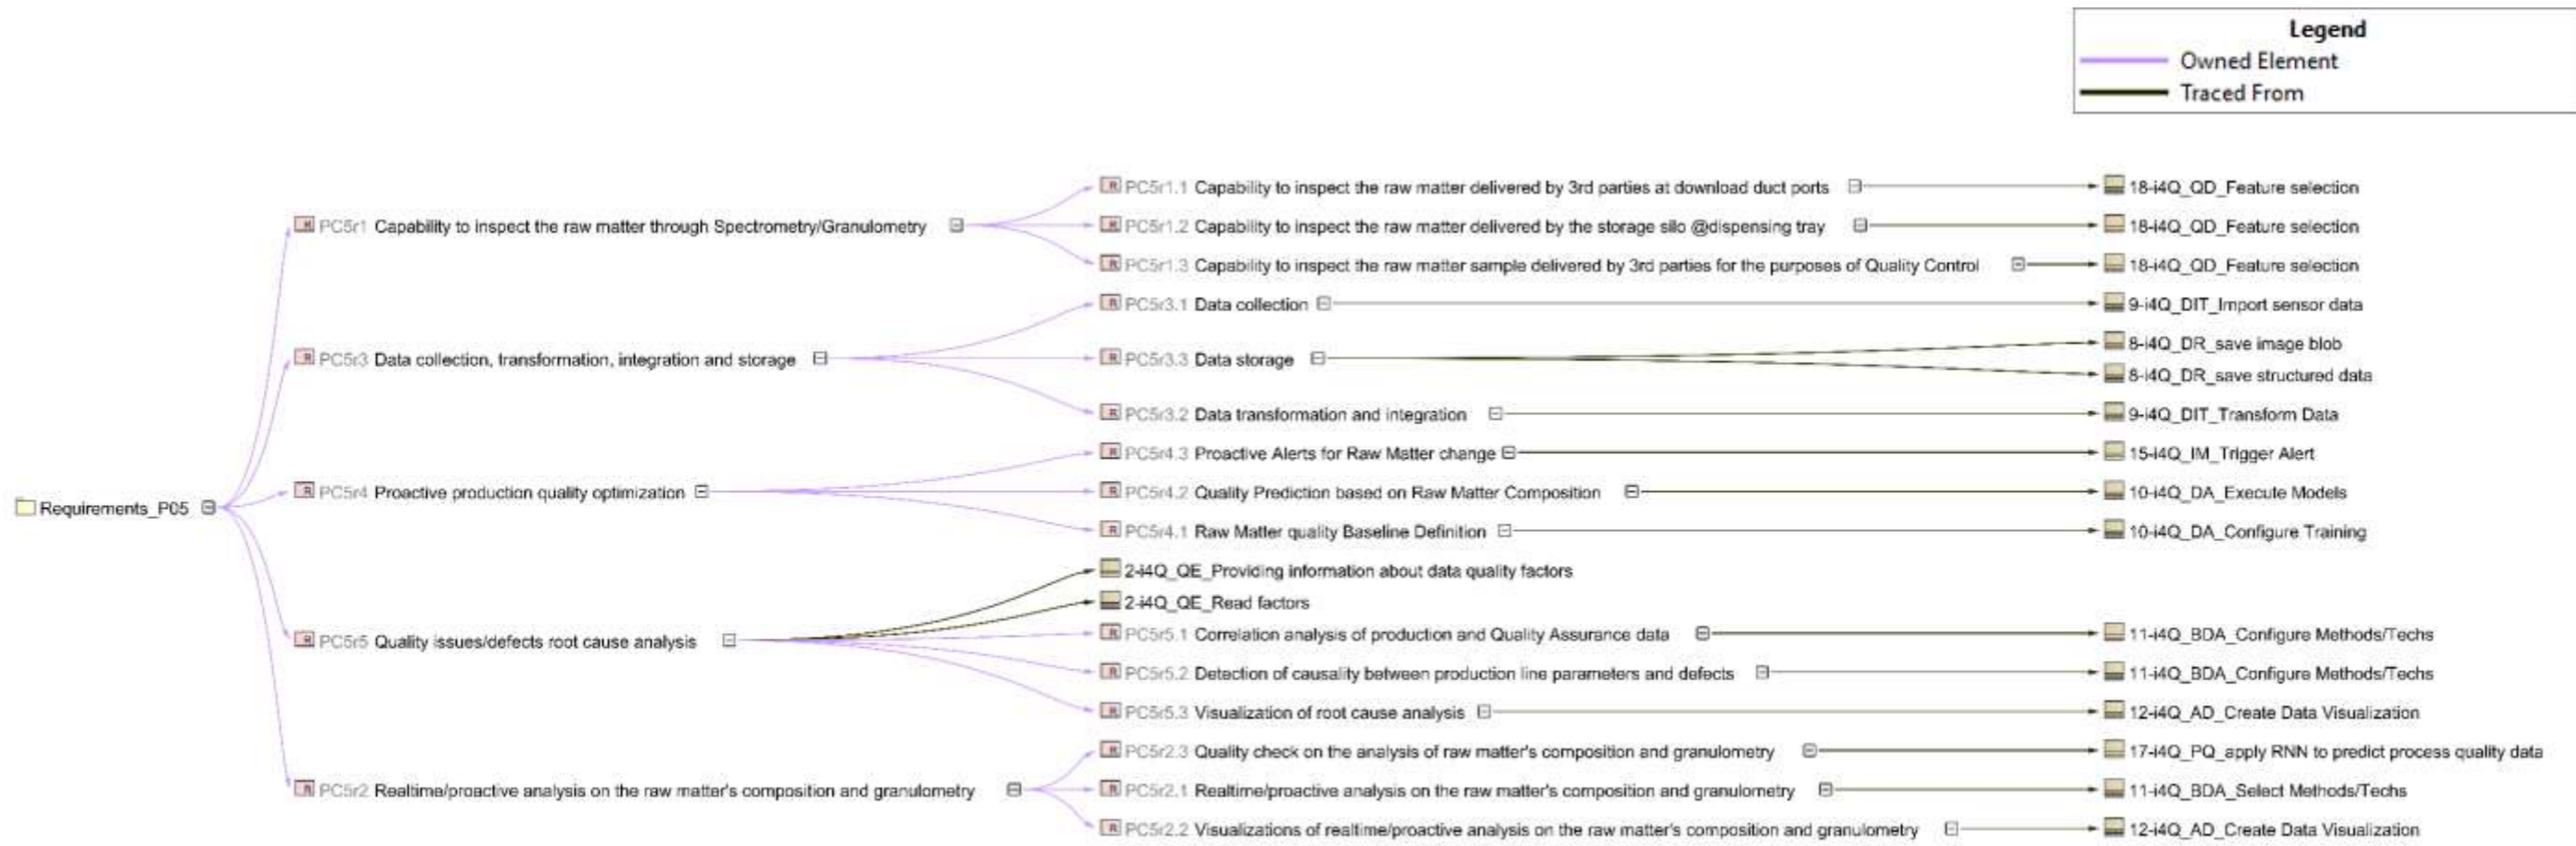 Legend
Owned Element
Traced From
PC5r1.1 Capability to inspect the raw matter delivered by 3rd parties at download duct ports 18-i4Q_QD_Feature selection
PC5r1 Capability to inspect the raw matter through Spectrometry/Granulometry PC5r1.2 Capability to inspect the raw matter delivered by the storage silo @dispensing tray 18-i4Q_QD_Feature selection
PC5r1.3 Capability to inspect the raw matter sample delivered by 3rd parties for the purposes of Quality Control 18-i4Q_QD_Feature selection
PC5r3.1 Data collection 9-i4Q_DIT_Import sensor data
8-i4Q_DR_save image blob
PC5r3 Data collection, transformation, integration and storage PC5r3.3 Data storage
8-i4Q_DR_save structured data
PC5r3.2 Data transformation and integration 9-i4Q_DIT_Transform Data
PC5r4.3 Proactive Alerts for Raw Matter change 15-i4Q_IM_Trigger Alert
PC5r4 Proactive production quality optimization PC5r4.2 Quality Prediction based on Raw Matter Composition 10-i4Q_DA_Execute Models
Requirements_P05
PC5r4.1 Raw Matter quality Baseline Definition 10-i4Q_DA_Configure Training
2-i4Q_QE_Providing information about data quality factors
2-i4Q_QE_Read factors
PC5r5 Quality issues/defects root cause analysis PC5r5.1 Correlation analysis of production and Quality Assurance data 11-i4Q_BDA_Configure Methods/Techs
PC5r5.2 Detection of causality between production line parameters and defects 11-i4Q_BDA_Configure Methods/Techs
PC5r5.3 Visualization of root cause analysis 12-i4Q_AD_Create Data Visualization
PC5r2.3 Quality check on the analysis of raw matter's composition and granulometry 17-i4Q_PQ_apply RNN to predict process quality data
PC5r2 Realtime/proactive analysis on the raw matter's composition and granulometry PC5r2.1 Realtime/proactive analysis on the raw matter's composition and granulometry 11-i4Q_BDA_Select Methods/Techs
PC5r2.2 Visualizations of realtime/proactive analysis on the raw matter's composition and granulometry 12-i4Q_AD_Create Data Visualization